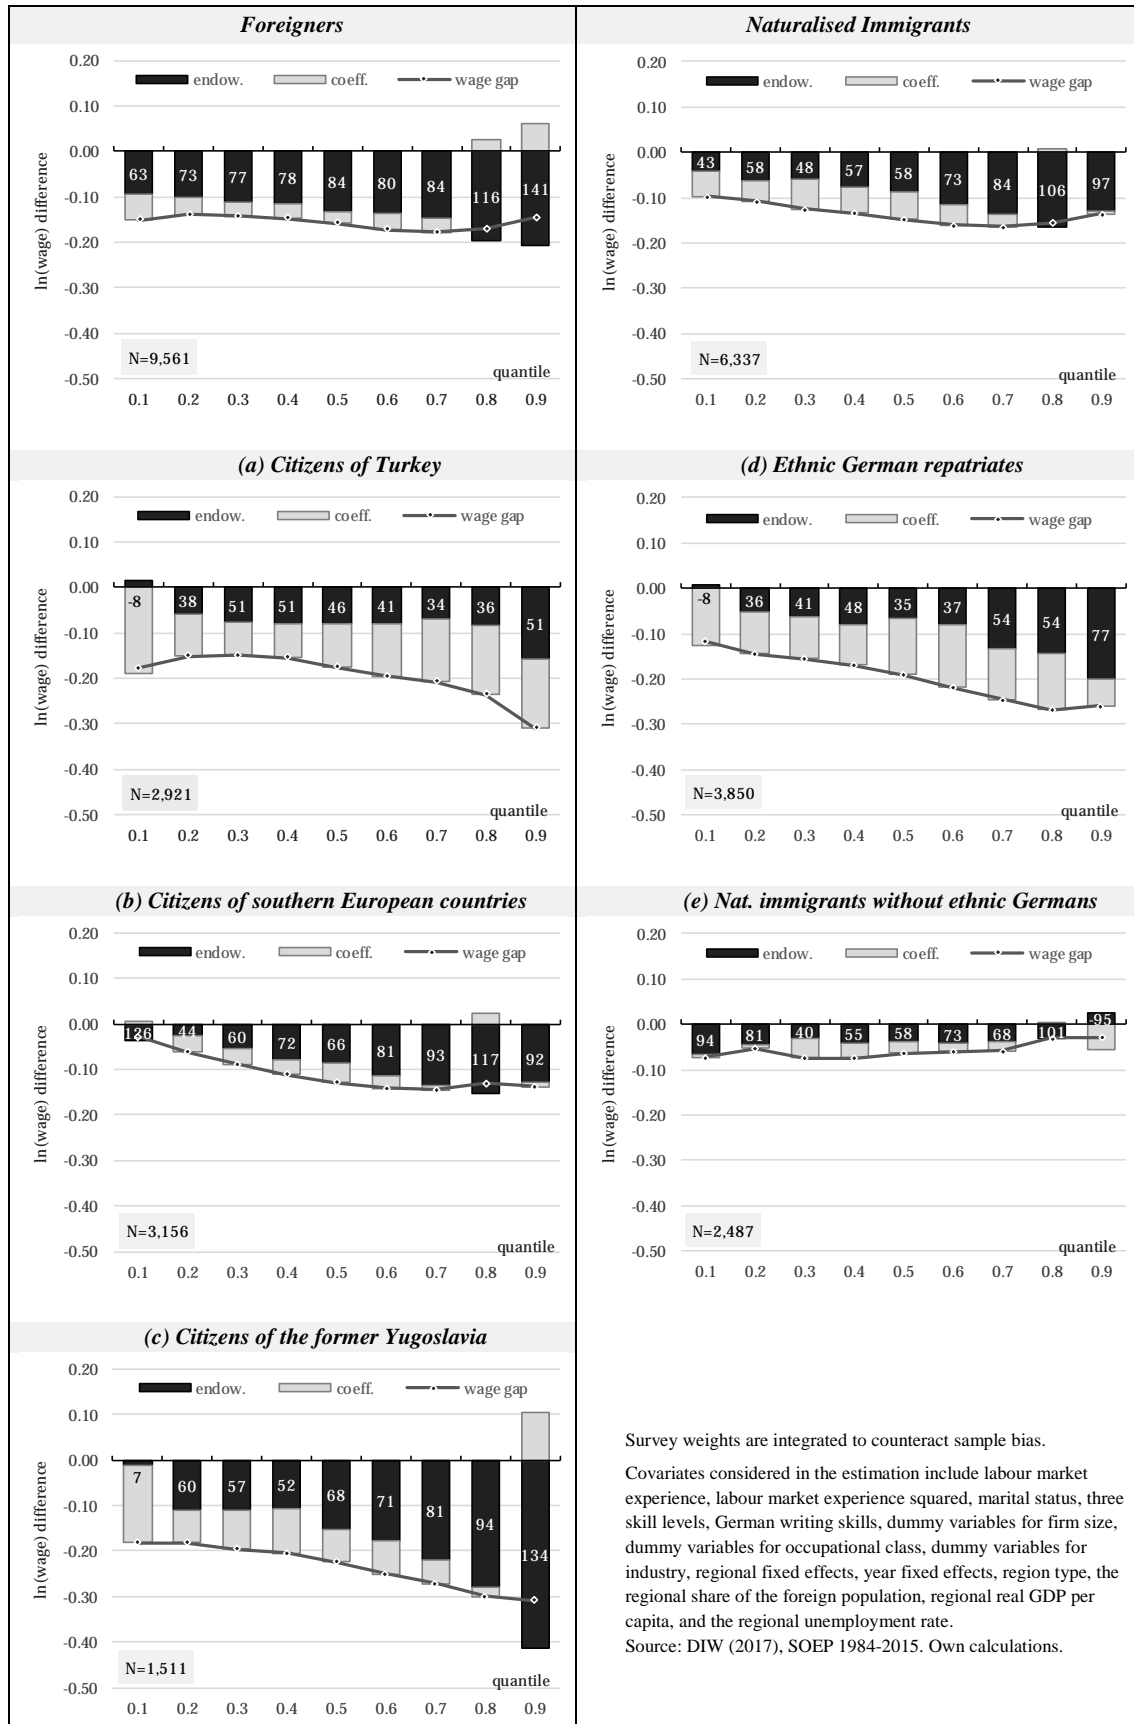 Foreigners
0.20
endow. coeff. wage gap
0.10
0.00
63 73 77 78 84 80 84 116 141
-0.10
-0.20
-0.30
-0.40
-0.50
ln(wage) difference
N=9,561
quantile
0.1 0.2 0.3 0.4 0.5 0.6 0.7 0.8 0.9
Naturalised Immigrants
0.20
endow. coeff. wage gap
0.10
0.00
43 58 48 57 58 73 84 106 97
-0.10
-0.20
-0.30
-0.40
-0.50
ln(wage) difference
N=6,337
quantile
0.1 0.2 0.3 0.4 0.5 0.6 0.7 0.8 0.9
(a) Citizens of Turkey
0.20
endow. coeff. wage gap
0.10
0.00
-8 38 51 51 46 41 34 36 51
-0.10
-0.20
-0.30
-0.40
-0.50
ln(wage) difference
N=2,921
quantile
0.1 0.2 0.3 0.4 0.5 0.6 0.7 0.8 0.9
(d) Ethnic German repatriates
0.20
endow. coeff. wage gap
0.10
0.00
-8 36 41 48 35 37 54 54 77
-0.10
-0.20
-0.30
-0.40
-0.50
ln(wage) difference
N=3,850
quantile
0.1 0.2 0.3 0.4 0.5 0.6 0.7 0.8 0.9
(b) Citizens of southern European countries
0.20
endow. coeff. wage gap
0.10
0.00
126 44 60 72 66 81 93 117 92
-0.10
-0.20
-0.30
-0.40
-0.50
ln(wage) difference
N=3,156
quantile
0.1 0.2 0.3 0.4 0.5 0.6 0.7 0.8 0.9
(e) Nat. immigrants without ethnic Germans
0.20
endow. coeff. wage gap
0.10
0.00
94 81 40 55 58 73 68 101 -95
-0.10
-0.20
-0.30
-0.40
-0.50
ln(wage) difference
N=2,487
quantile
0.1 0.2 0.3 0.4 0.5 0.6 0.7 0.8 0.9
(c) Citizens of the former Yugoslavia
0.20
endow. coeff. wage gap
0.10
0.00
7 60 57 52 68 71 81 94 134
-0.10
-0.20
-0.30
-0.40
-0.50
ln(wage) difference
N=1,511
quantile
0.1 0.2 0.3 0.4 0.5 0.6 0.7 0.8 0.9
Survey weights are integrated to counteract sample bias.
Covariates considered in the estimation include labour market
experience, labour market experience squared, marital status, three
skill levels, German writing skills, dummy variables for firm size,
dummy variables for occupational class, dummy variables for
industry, regional fixed effects, year fixed effects, region type, the
regional share of the foreign population, regional real GDP per
capita, and the regional unemployment rate.
Source: DIW (2017), SOEP 1984-2015. Own calculations.